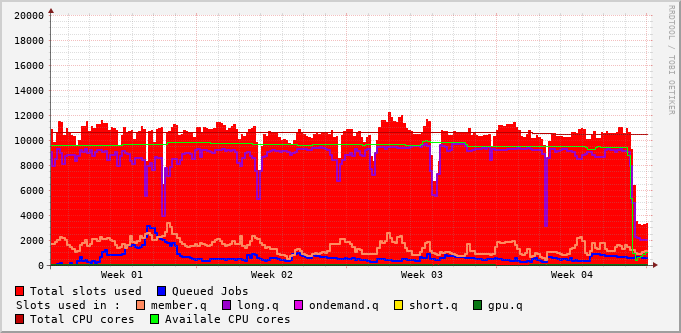 RRDTOOL / TOBI OETIKER
20000
18000
16000
14000
12000
10000
8000
6000
4000
2000
0
Week 01 Week 02 Week 03 Week 04
Total slots used Queued Jobs
Slots used in : member.q long.q ondemand.q short.q gpu.q
Total CPU cores Availale CPU cores